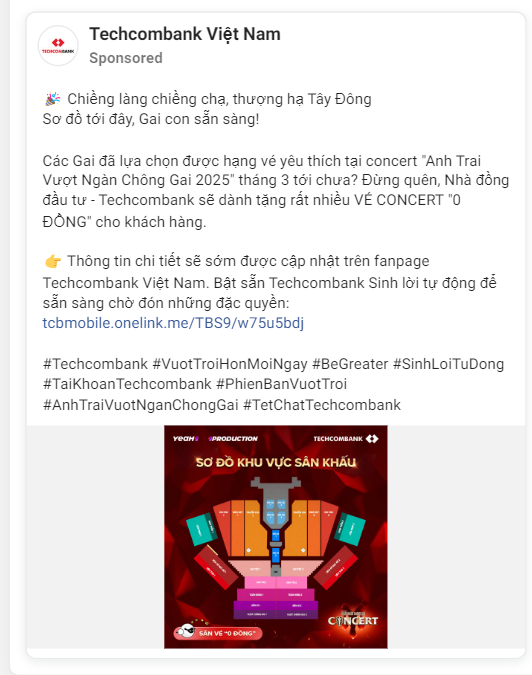 Techcombank Việt Nam
Sponsored
TECHCOMBANK
🎉 Chiềng làng chiềng chạ, thượng hạ Tây Đông
Sơ đồ tới đây, Gai con sẵn sàng!
Các Gai đã lựa chọn được hạng vé yêu thích tại concert "Anh Trai
Vượt Ngàn Chông Gai 2025" tháng 3 tới chưa? Đừng quên, Nhà đồng
đầu tư - Techcombank sẽ dành tặng rất nhiều VÉ CONCERT "0
ĐỒNG" cho khách hàng.
👉 Thông tin chi tiết sẽ sớm được cập nhật trên fanpage
Techcombank Việt Nam. Bật sẵn Techcombank Sinh lời tự động để
sẵn sàng chờ đón những đặc quyền:
tcbmobile.onelink.me/TBS9/w75u5bdj
#Techcombank #VuotTroiHonMoiNgay #BeGreater #SinhLoiTuDong
#TaiKhoanTechcombank #PhienBanVuotTroi
#AnhTraiVuotNganChongGai #TetChatTechcombank
YEAH1 1PRODUCTION TECHCOMBANK
SƠ ĐỒ KHU VỰC SÂN KHẤU
SĂN VÉ "0 ĐỒNG"
CONCERT